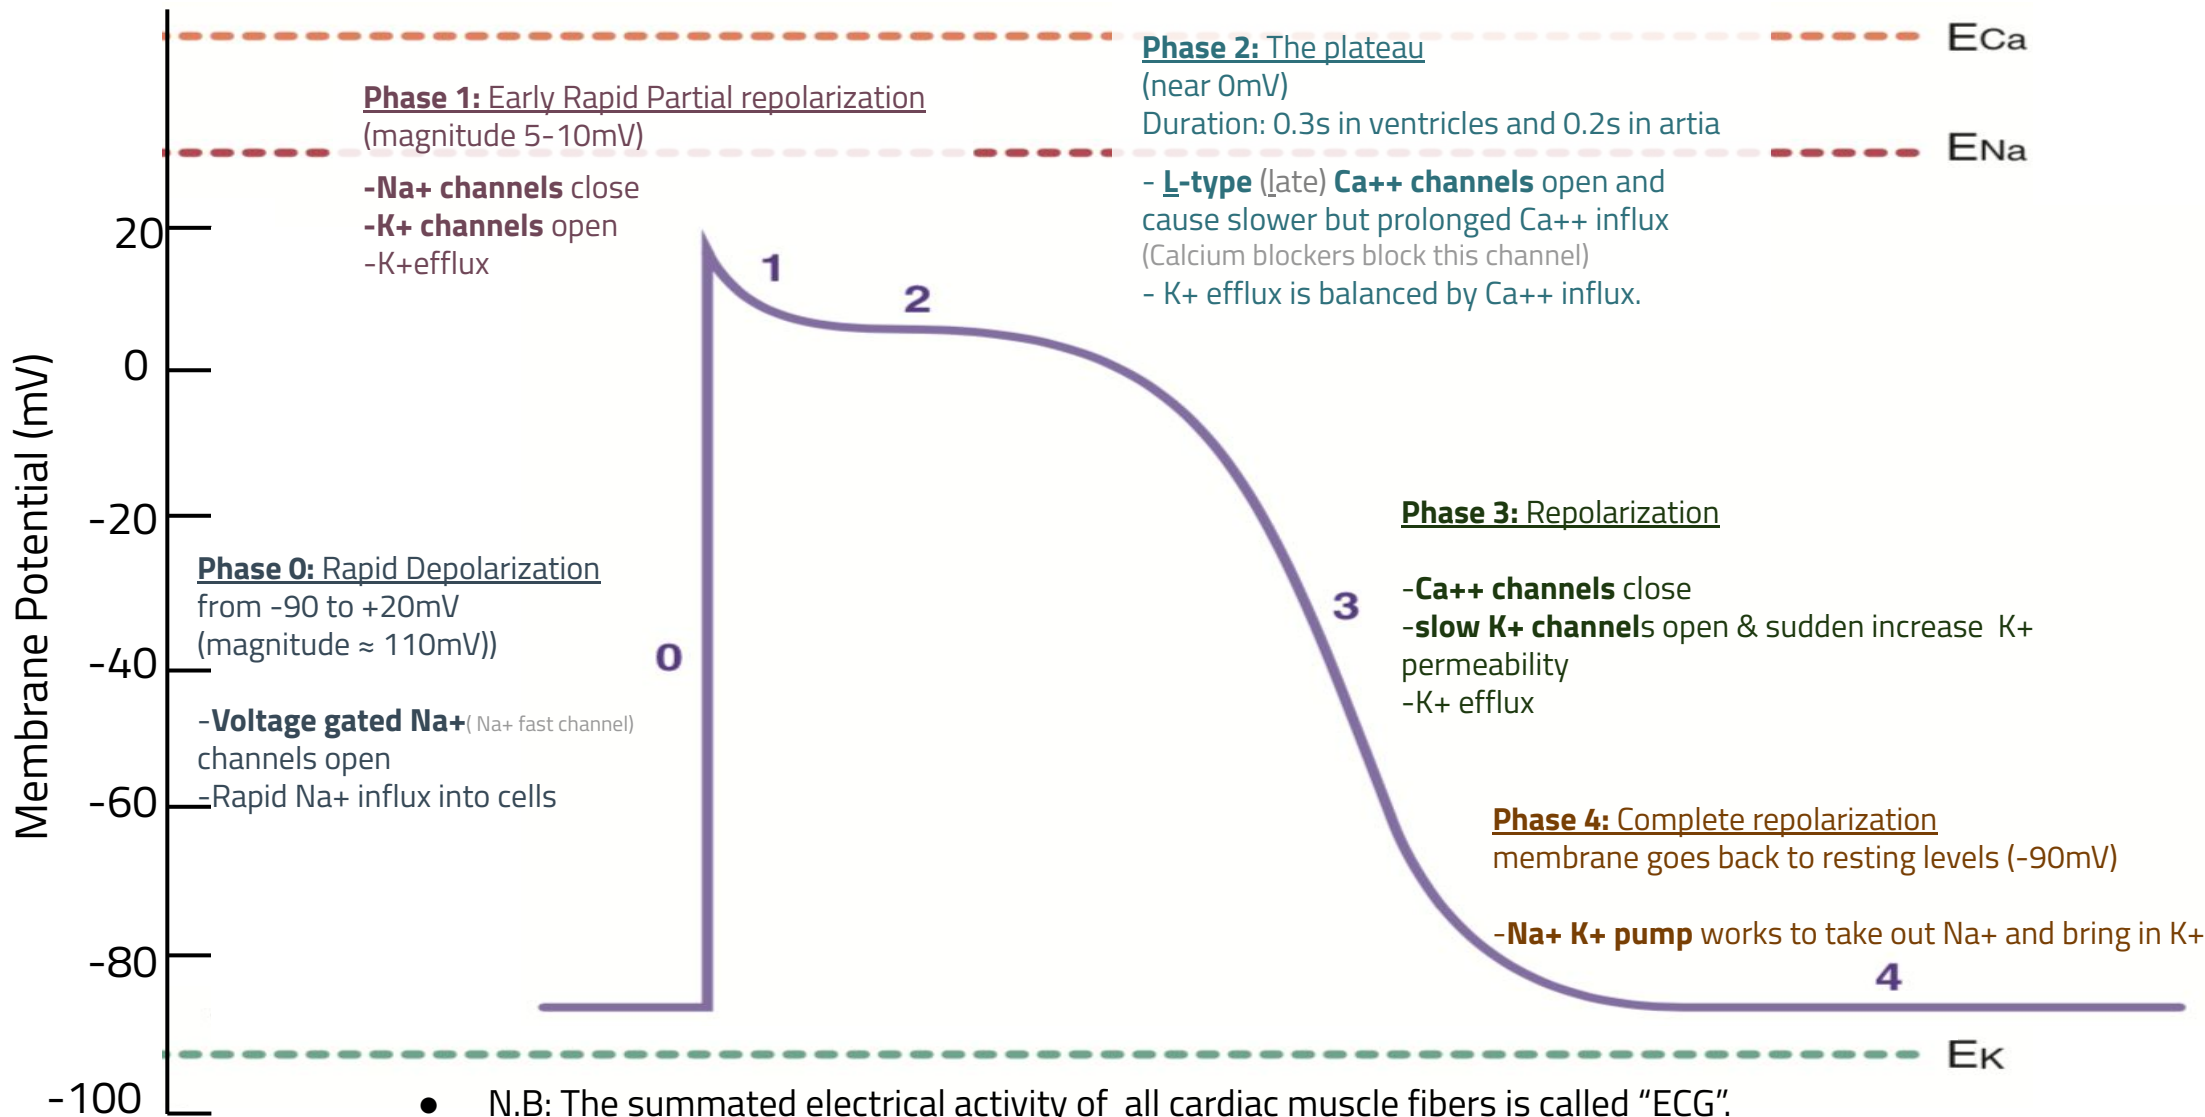 ECa
Phase 2: The plateau
(near 0mV)
Duration: 0.3s in ventricles and 0.2s in artia
Phase 1: Early Rapid Partial repolarization
(magnitude 5-10mV)
ENa
-Na+ channels close
-K+ channels open
-K+efflux
- L-type (late) Ca++ channels open and
cause slower but prolonged Ca++ influx
(Calcium blockers block this channel)
- K+ efflux is balanced by Ca++ influx.
20
1
2
0
Membrane Potential (mV)
-20
Phase 3: Repolarization
-Ca++ channels close
-slow K+ channels open & sudden increase K+
permeability
-K+ efflux
3
Phase 0: Rapid Depolarization
from -90 to +20mV
(magnitude ≈ 110mV))
0
-40
-Voltage gated Na+( Na+ fast channel)
channels open
-Rapid Na+ influx into cells
-60
Phase 4: Complete repolarization
membrane goes back to resting levels (-90mV)
-Na+ K+ pump works to take out Na+ and bring in K+
-80
4
EK
-100
● N.B: The summated electrical activity of all cardiac muscle fibers is called “ECG”.